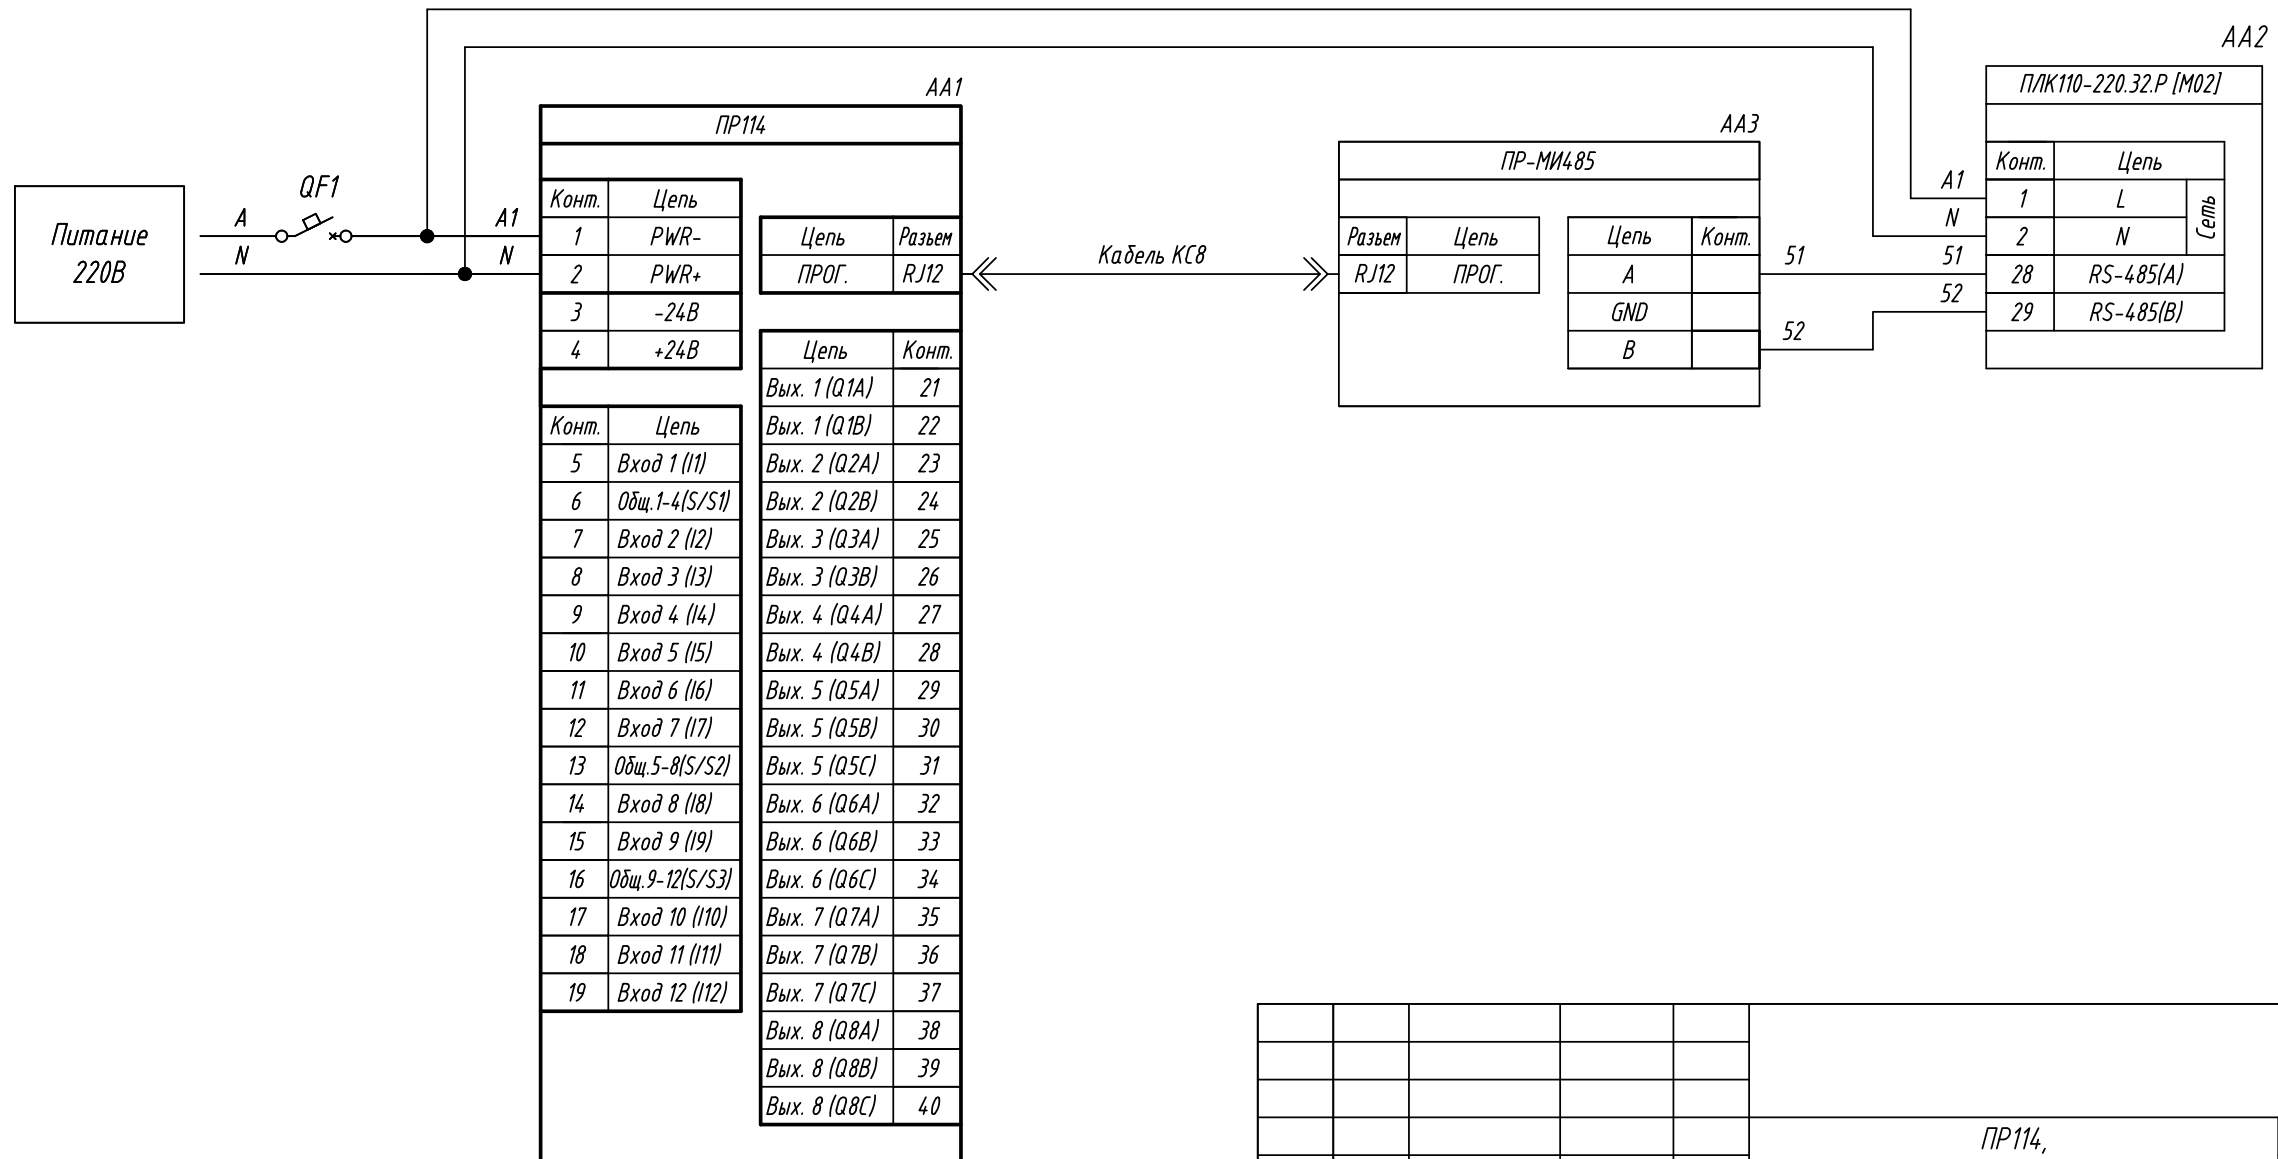 AA2
ПЛК110-220.32.Р [М02]
Конт. Цепь
A1 1 L Сеть
N 2 N
51 28 RS-485(A)
52 29 RS-485(B)
AA1
ПР114
Питание
220В
A QF1 A1
N N
Конт. Цепь
1 PWR-
2 PWR+
3 -24В
4 +24В
Цепь Разъем
ПРОГ. RJ12
Кабель КС8
AA3
ПР-МИ485
Разъем Цепь
RJ12 ПРОГ.
Цепь Конт.
A 51
GND
B 52
Конт. Цепь
5 Вход 1 (I1)
6 Общ.1-4(S/S1)
7 Вход 2 (I2)
8 Вход 3 (I3)
9 Вход 4 (I4)
10 Вход 5 (I5)
11 Вход 6 (I6)
12 Вход 7 (I7)
13 Общ.5-8(S/S2)
14 Вход 8 (I8)
15 Вход 9 (I9)
16 Общ.9-12(S/S3)
17 Вход 10 (I10)
18 Вход 11 (I11)
19 Вход 12 (I12)
Цепь Конт.
Вых. 1 (Q1A) 21
Вых. 1 (Q1B) 22
Вых. 2 (Q2A) 23
Вых. 2 (Q2B) 24
Вых. 3 (Q3A) 25
Вых. 3 (Q3B) 26
Вых. 4 (Q4A) 27
Вых. 4 (Q4B) 28
Вых. 5 (Q5A) 29
Вых. 5 (Q5B) 30
Вых. 5 (Q5C) 31
Вых. 6 (Q6A) 32
Вых. 6 (Q6B) 33
Вых. 6 (Q6C) 34
Вых. 7 (Q7A) 35
Вых. 7 (Q7B) 36
Вых. 7 (Q7C) 37
Вых. 8 (Q8A) 38
Вых. 8 (Q8B) 39
Вых. 8 (Q8C) 40
ПР114,